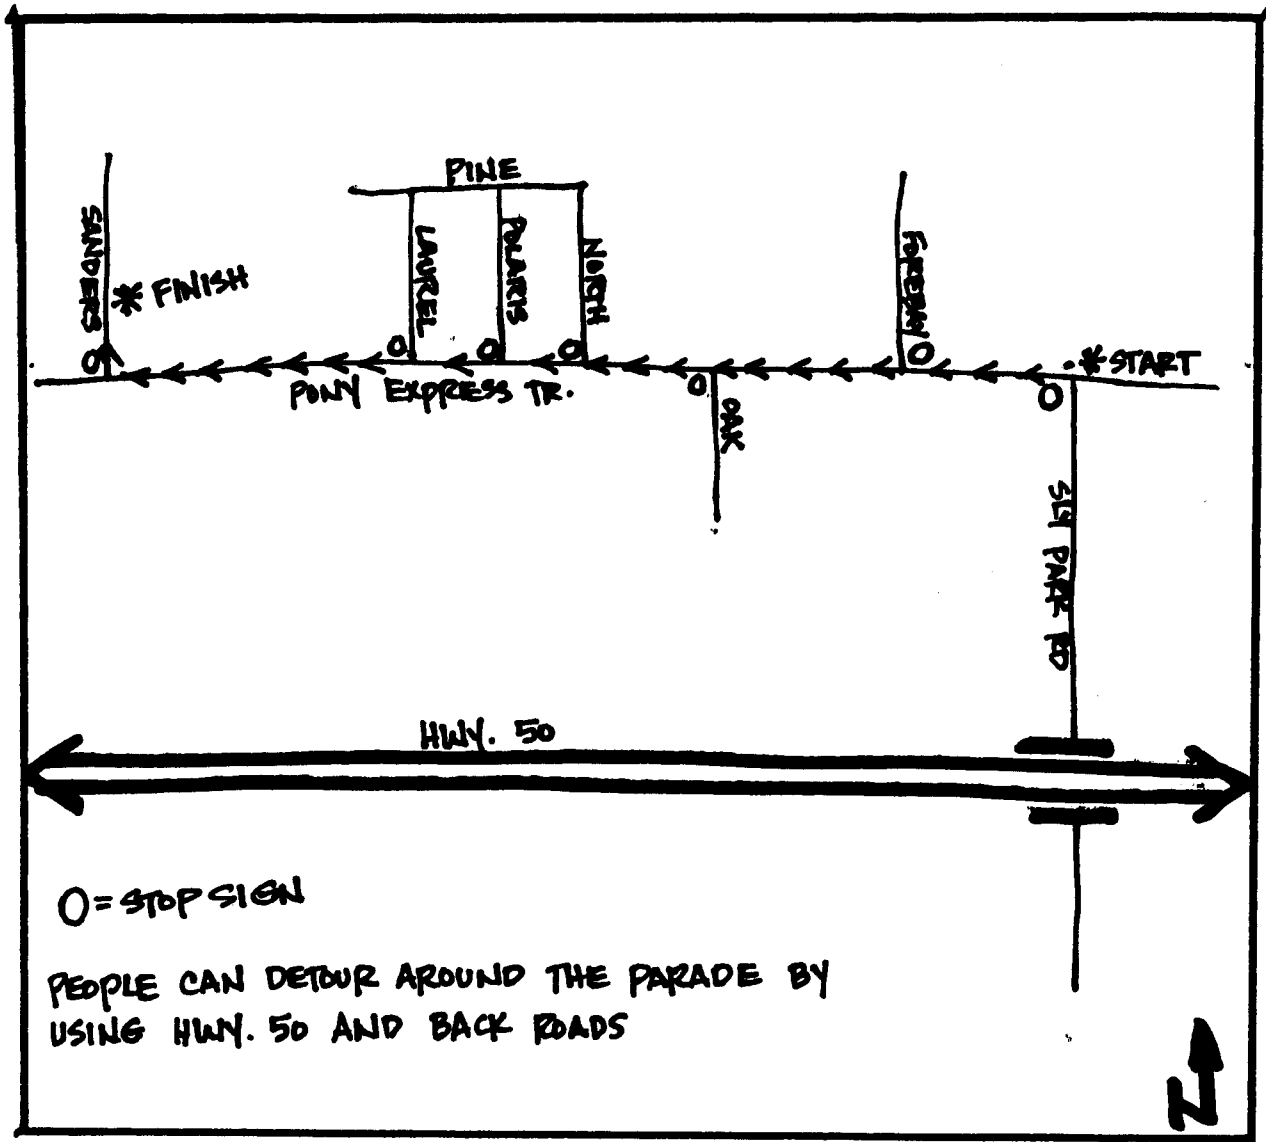 PINE
SANDERS
* FINISH
LAUREL
POLARIS
NORTH
FOREBAY
* START
PONY EXPRESS TR.
OAK
SLY PARK RD
HWY. 50
O = STOP SIGN
PEOPLE CAN DETOUR AROUND THE PARADE BY
USING HWY. 50 AND BACK ROADS
N